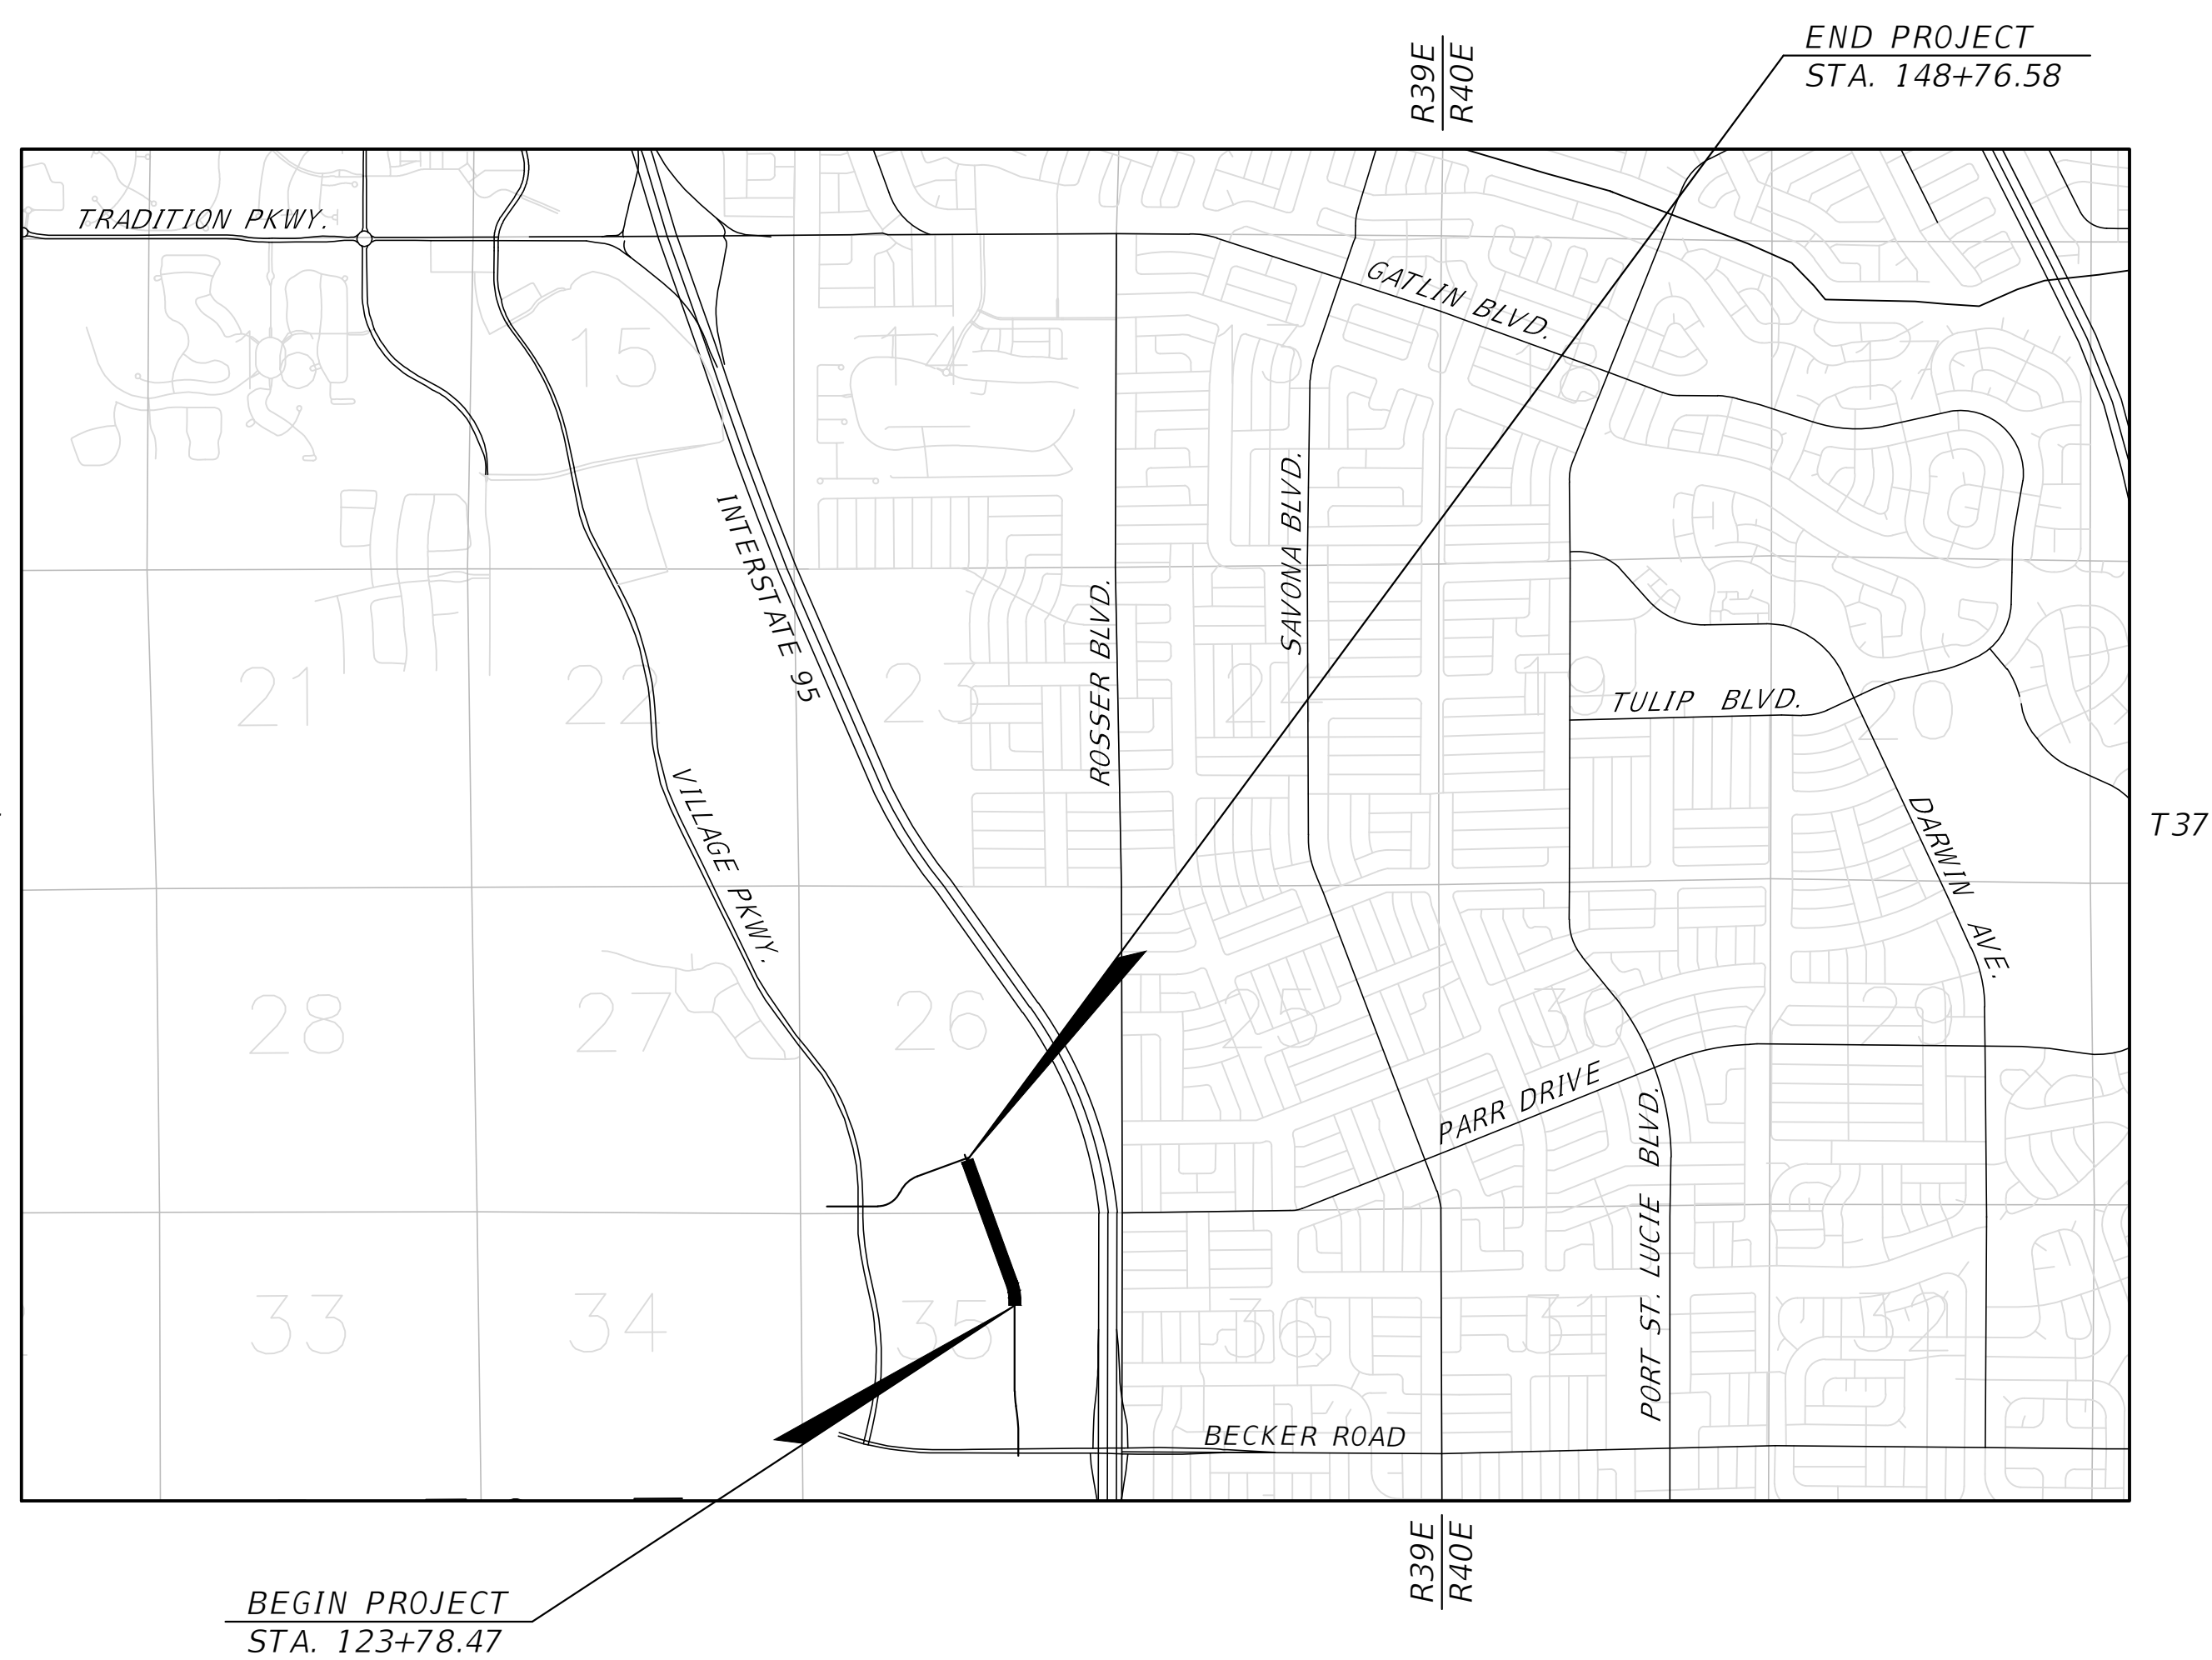 END PROJECT
STA. 148+76.58
R39E
R40E
TRADITION PKWY.
GATLIN BLVD.
15
14
13
18
17
INTERSTATE 95
ROSSER BLVD.
SAVONA BLVD.
21
22
23
24
19
20
TULIP BLVD.
VILLAGE PKWY.
DARWIN AVE.
T37
28
27
26
25
30
29
PARR DRIVE
PORT ST. LUCIE BLVD.
33
34
35
36
31
32
BECKER ROAD
R39E
R40E
BEGIN PROJECT
STA. 123+78.47